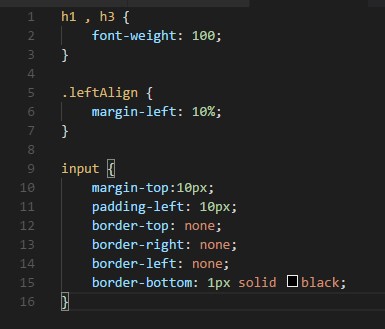 1 h1 , h3 {
2     font-weight: 100;
3 }
4
5 .leftAlign {
6     margin-left: 10%;
7 }
8
9 input {
10     margin-top:10px;
11     padding-left: 10px;
12     border-top: none;
13     border-right: none;
14     border-left: none;
15     border-bottom: 1px solid black;
16 }